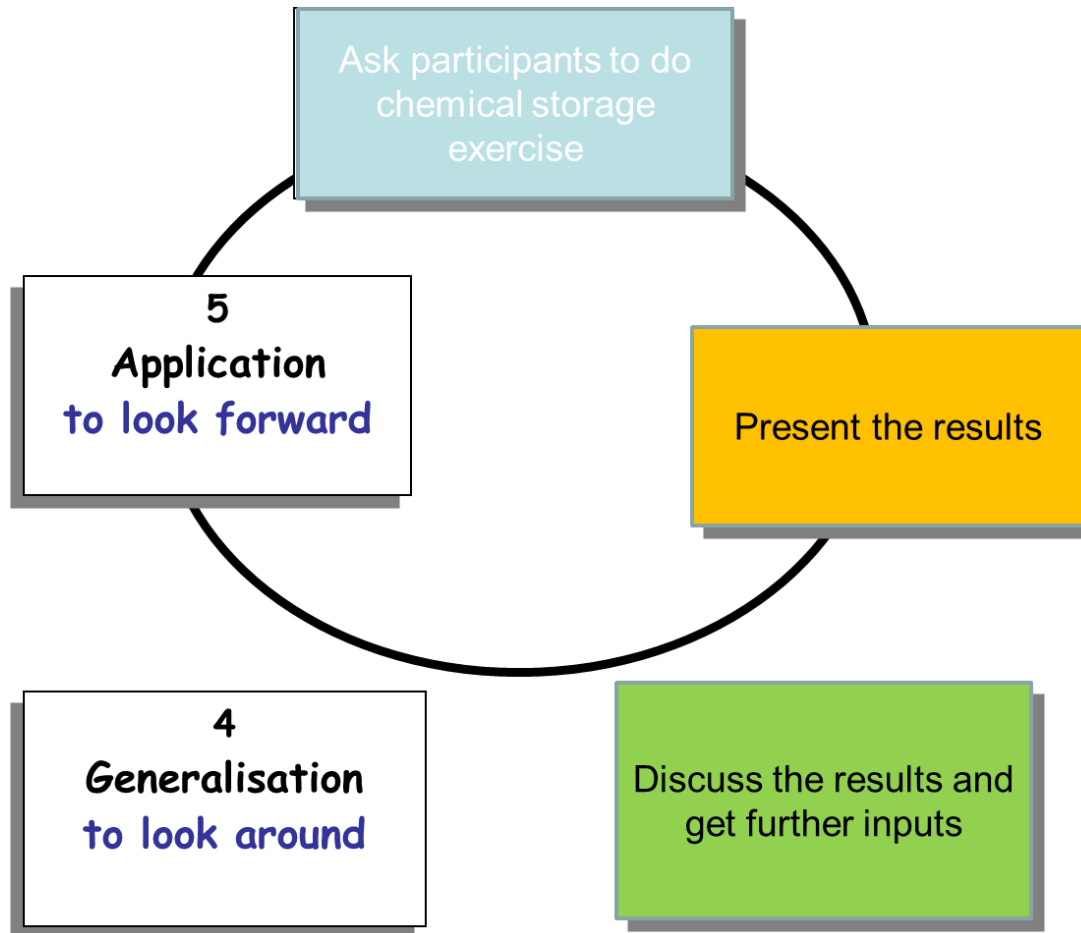 Ask participants to do
chemical storage
exercise
5
Application
to look forward
Present the results
4
Generalisation
to look around
Discuss the results and
get further inputs